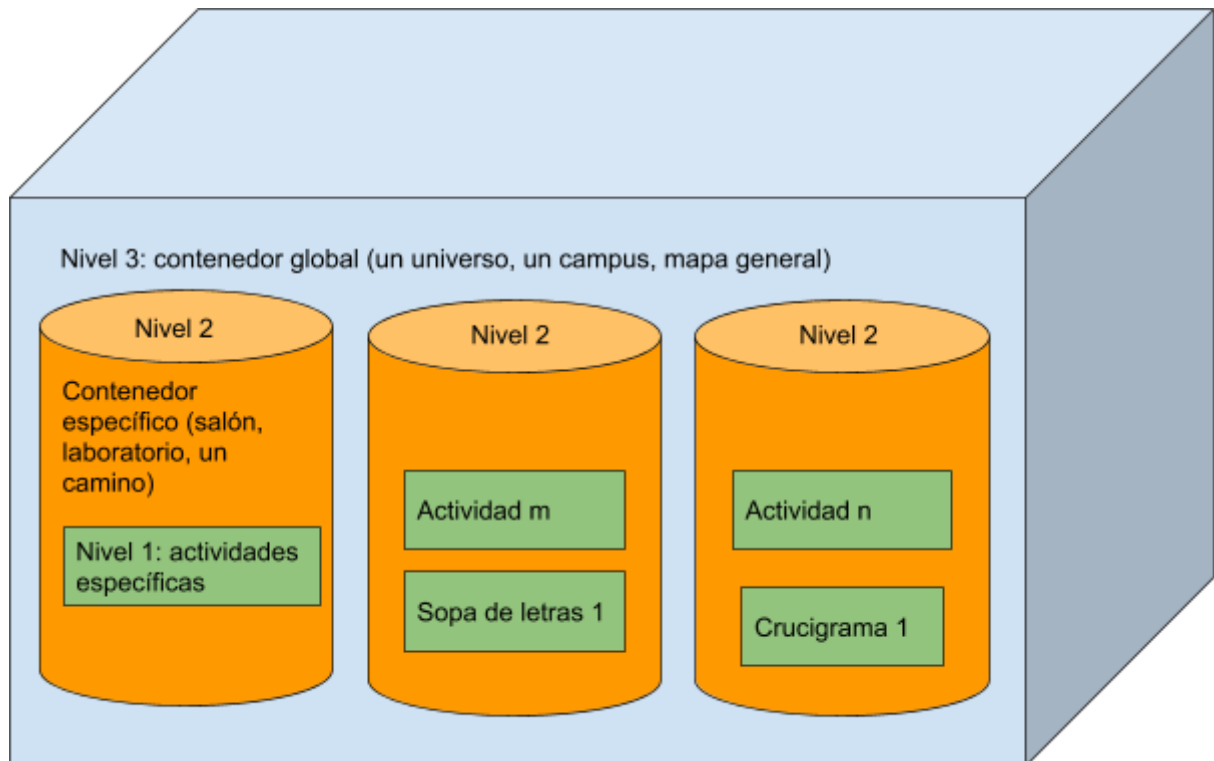 Nivel 3: contenedor global (un universo, un campus, mapa general)
Nivel 2
Contenedor
específico (salón,
laboratorio, un
camino)
Nivel 1: actividades
específicas
Nivel 2
Actividad m
Sopa de letras 1
Nivel 2
Actividad n
Crucigrama 1